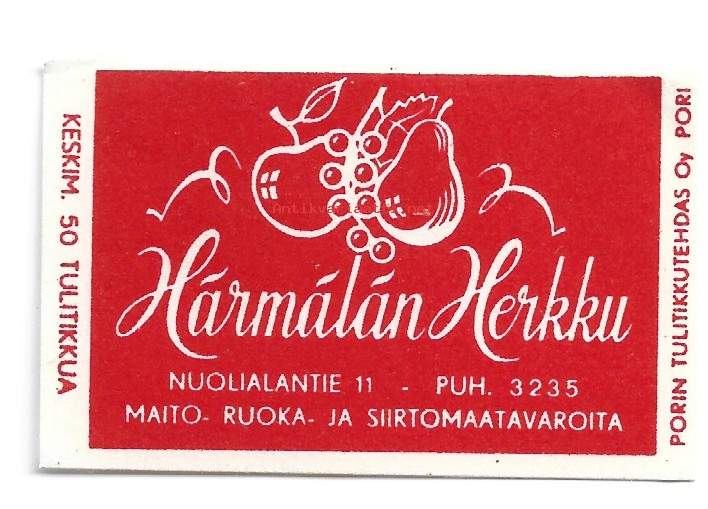 KESKIM. 50 TULITIKKUA
Härmälän Herkku
NUOLIALANTIE 11 - PUH. 3235
MAITO- RUOKA- JA SIIRTOMAATAVAROITA
PORIN TULITIKKUTEHDAS Oy PORI